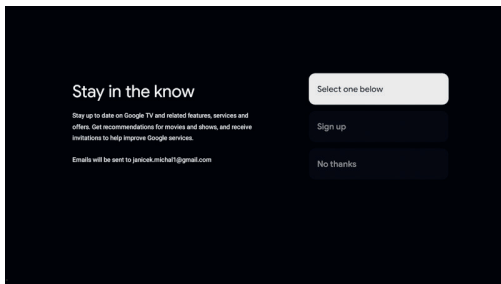 Stay in the know
Stay up to date on Google TV and related features, services and
offers. Get recommendations for movies and shows, and receive
invitations to help improve Google services.
Emails will be sent to janicek.michal1@gmail.com
Select one below
Sign up
No thanks